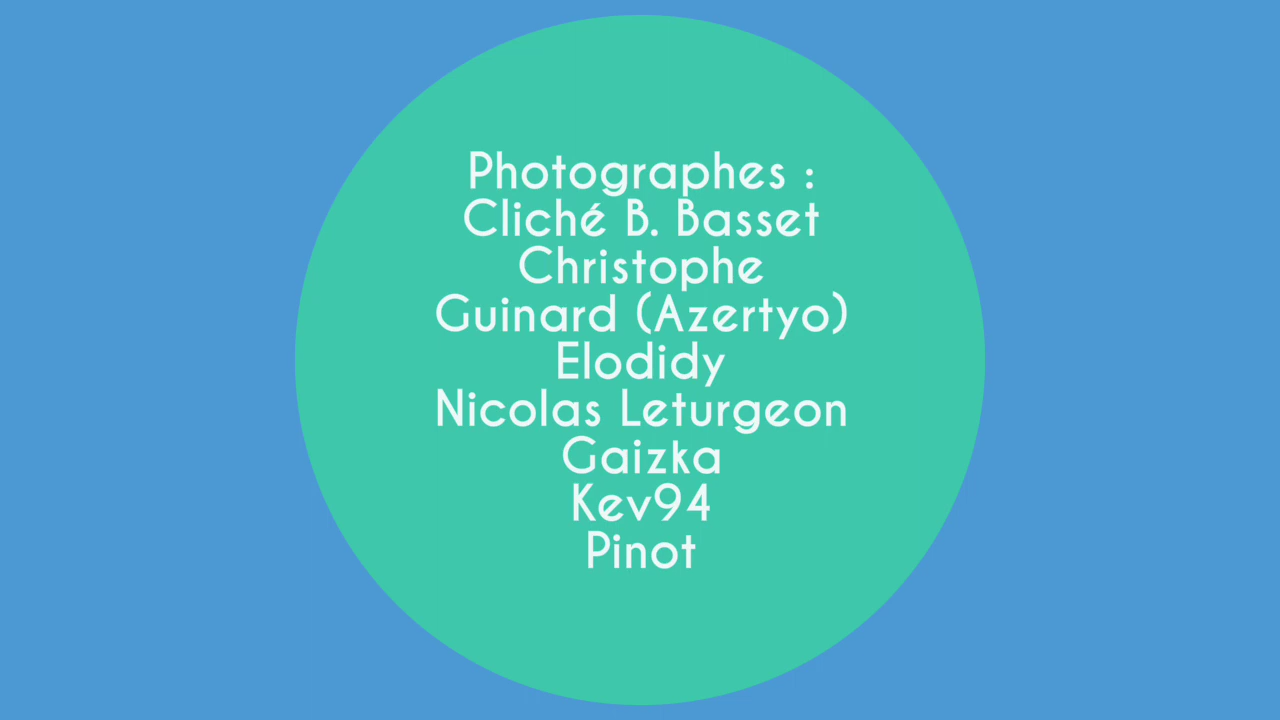 Photographes :
Cliché B. Basset
Christophe
Guinard (Azertyo)
Elodidy
Nicolas Leturgeon
Gaizka
Kev94
Pinot